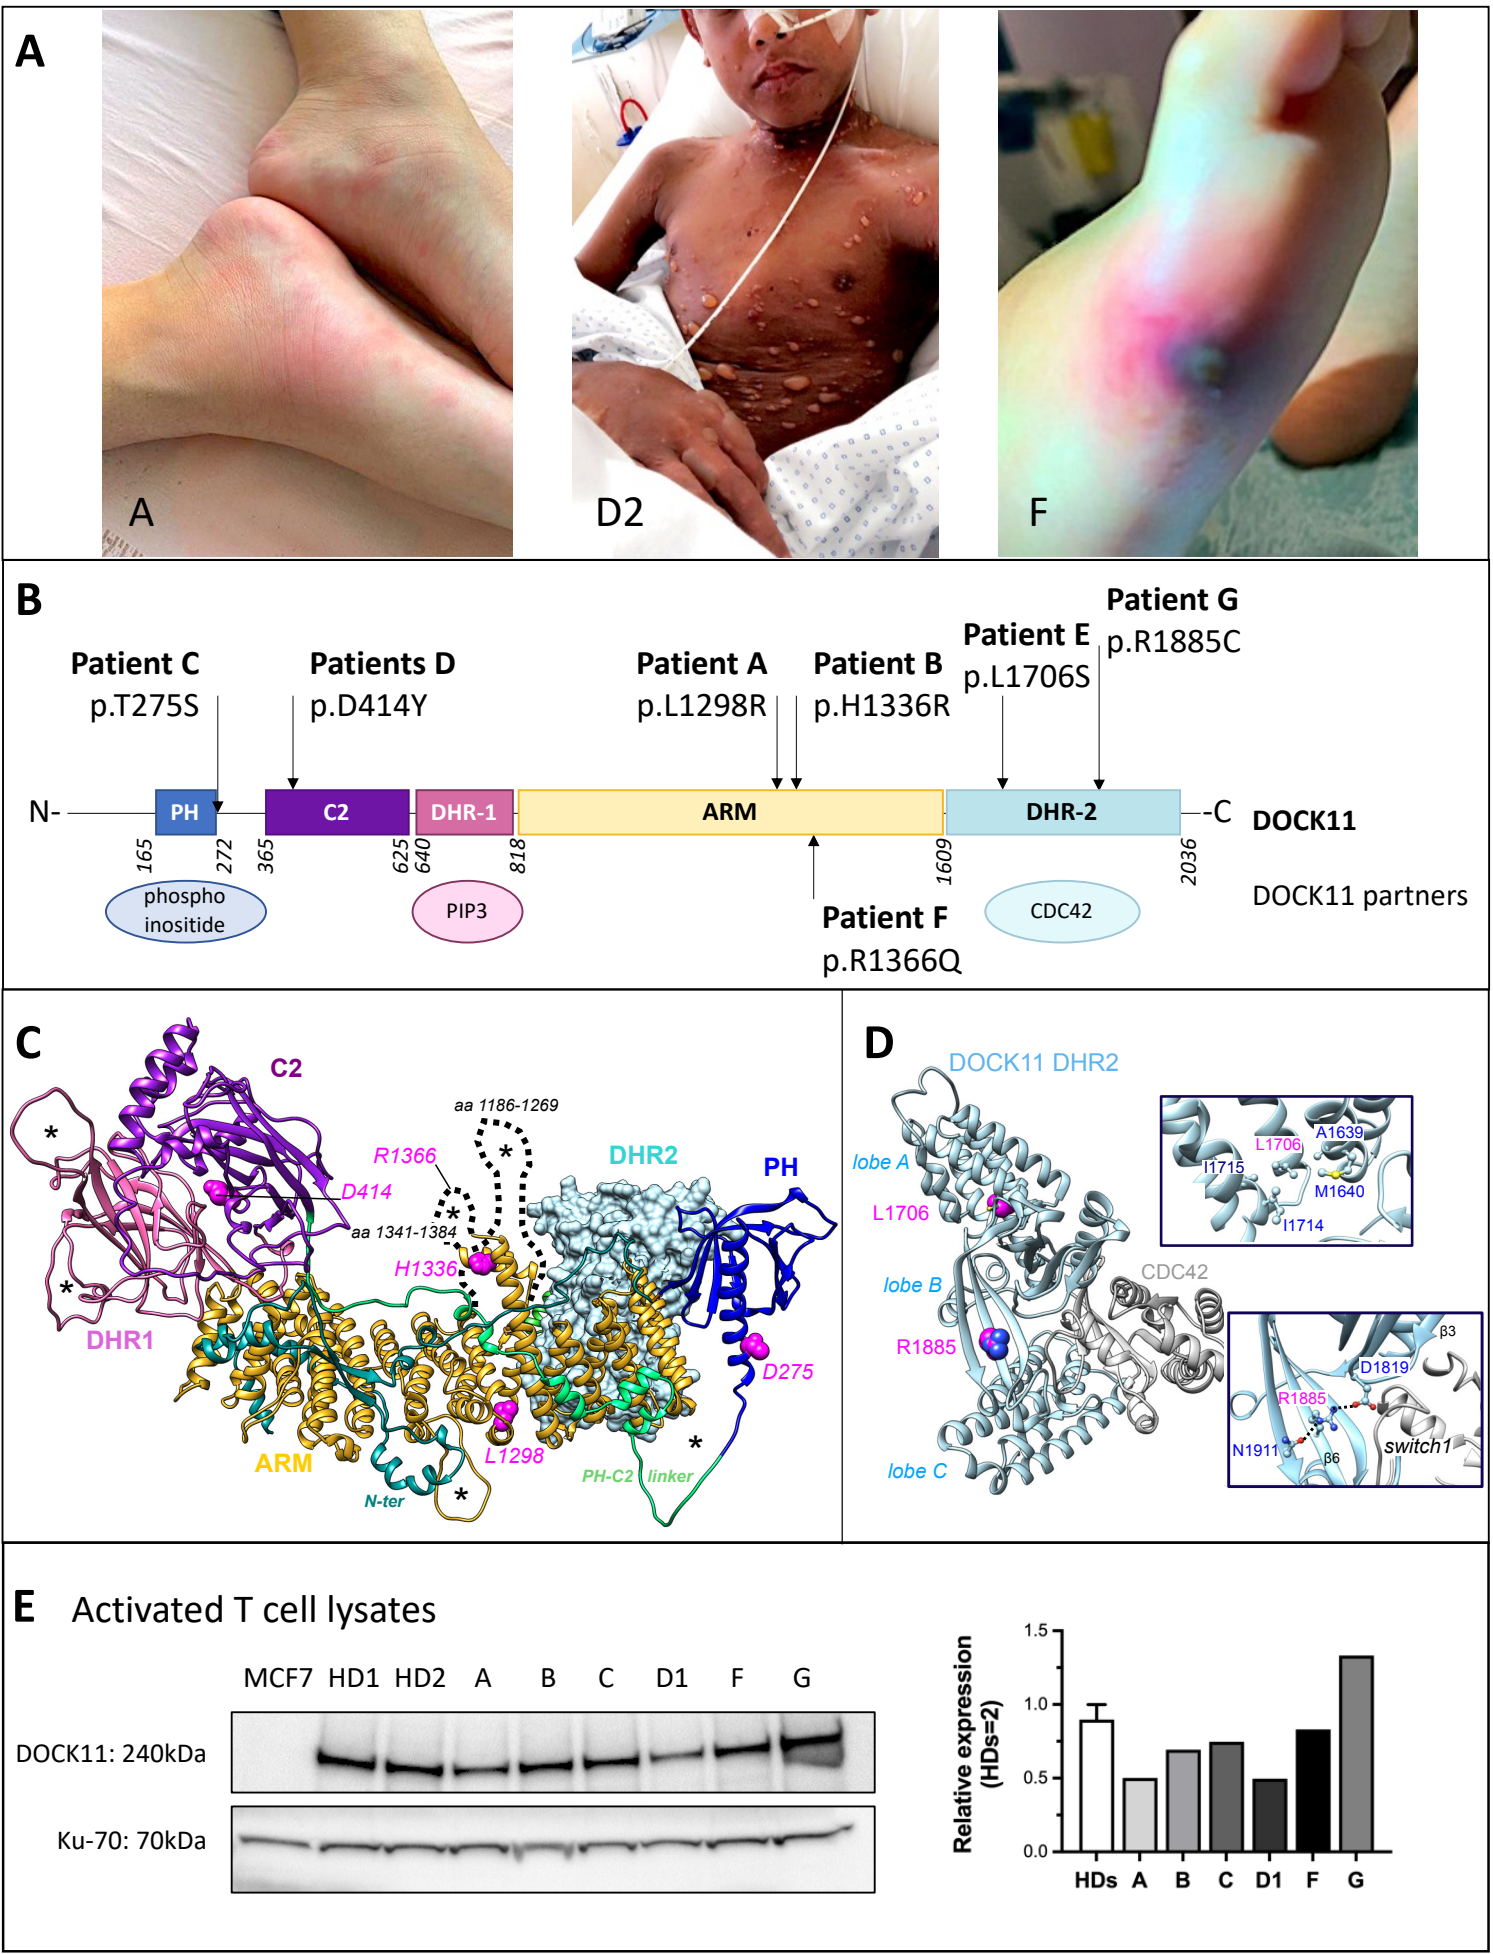 A
A
D2
F
B
Patient C
p.T275S
Patients D
p.D414Y
Patient A
p.L1298R
Patient B
p.H1336R
Patient E
p.L1706S
Patient G
p.R1885C
N-
PH
C2
DHR-1
ARM
DHR-2
-C
DOCK11
165
272
365
625
640
818
1609
2036
phospho
inositide
PIP3
CDC42
DOCK11 partners
Patient F
p.R1366Q
C
C2
aa 1186-1269
*
*
R1366
D414
DHR2
PH
*
aa 1341-1384
H1336
*
DHR1
D275
L1298
*
ARM
PH-C2 linker
N-ter
*
D
DOCK11 DHR2
lobe A
L1706
A1639
L1706
I1715
M1640
I1714
lobe B
CDC42
R1885
β3
D1819
R1885
N1911
switch1
β6
lobe C
E Activated T cell lysates
MCF7 HD1 HD2 A B C D1 F G
DOCK11: 240kDa
Ku-70: 70kDa
Relative expression
(HDs=2)
1.5
1.0
0.5
0.0
HDs A B C D1 F G